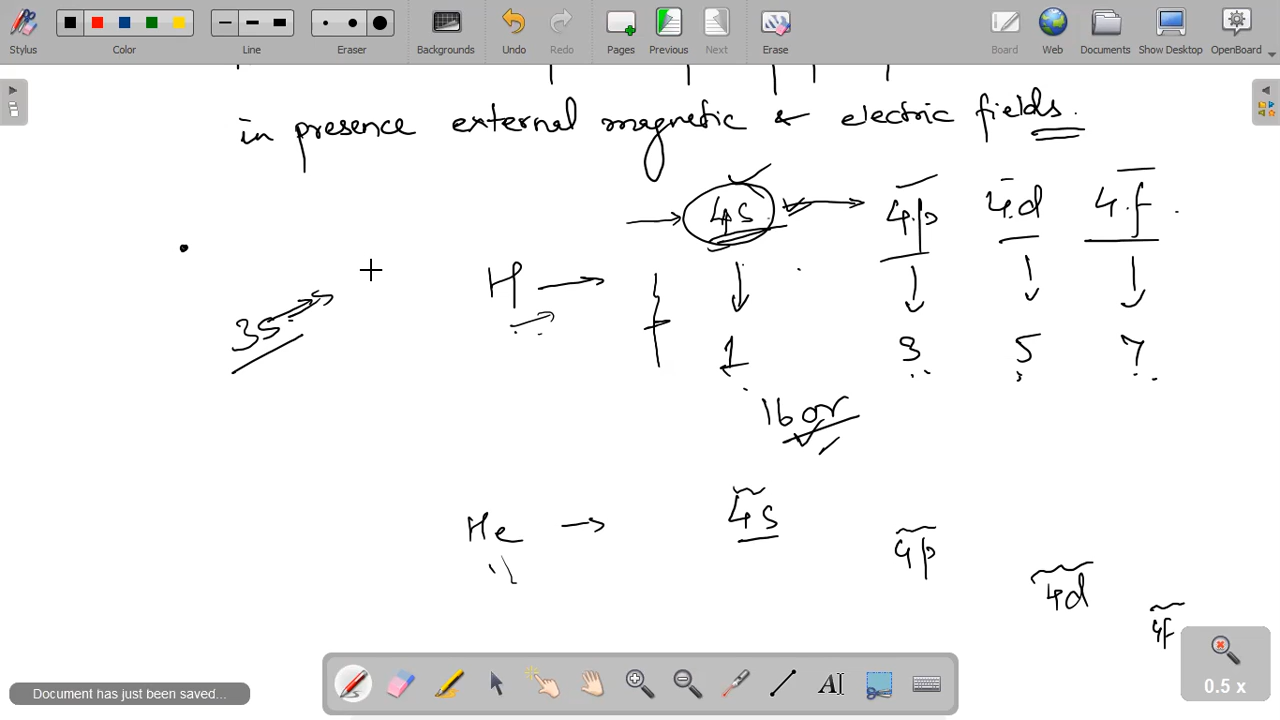 Stylus Color Line Eraser Backgrounds Undo Redo Pages Previous Next Erase Board Web Documents Show Desktop OpenBoard
in presence external magnetic & electric fields.
4s 4p 4d 4f
H
3s
1 3 5 7
16 or
He 4s
4p
4d
4f
Document has just been saved...
0.5 x